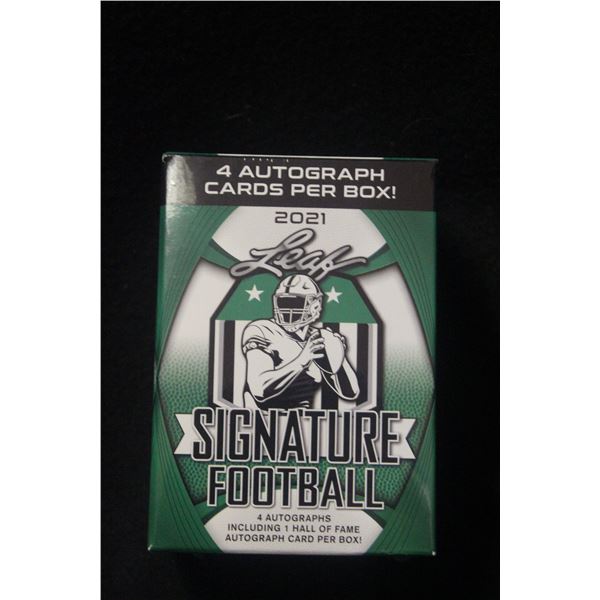 4 AUTOGRAPH
CARDS PER BOX!
2021
Leaf
SIGNATURE
FOOTBALL
4 AUTOGRAPHS
INCLUDING 1 HALL OF FAME
AUTOGRAPH CARD PER BOX!